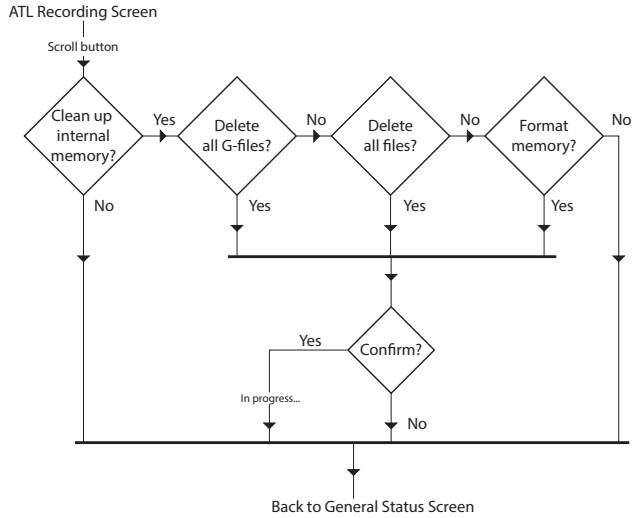 ATL Recording Screen
Scroll button
Clean up
internal
memory?
Yes
Delete
all G-files?
No
Delete
all files?
No
Format
memory?
No
No
Yes
Yes
Yes
Yes
Confirm?
In progress...
No
Back to General Status Screen